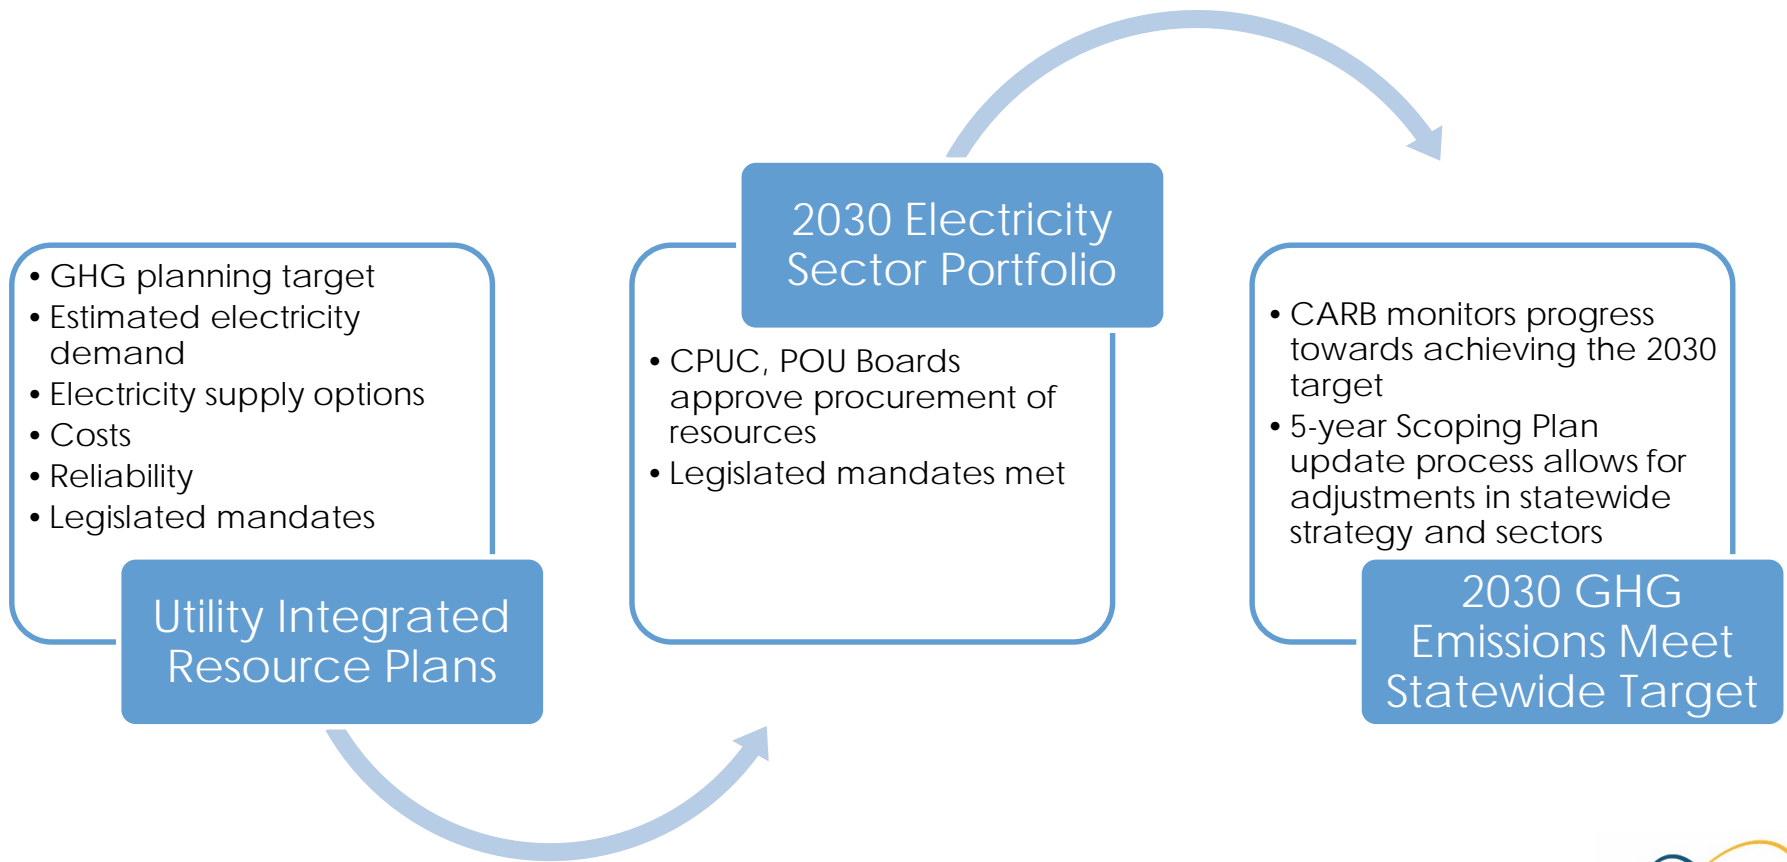 • GHG planning target
• Estimated electricity
demand
• Electricity supply options
• Costs
• Reliability
• Legislated mandates
Utility Integrated
Resource Plans
2030 Electricity
Sector Portfolio
• CPUC, POU Boards
approve procurement of
resources
• Legislated mandates met
• CARB monitors progress
towards achieving the 2030
target
• 5-year Scoping Plan
update process allows for
adjustments in statewide
strategy and sectors
2030 GHG
Emissions Meet
Statewide Target